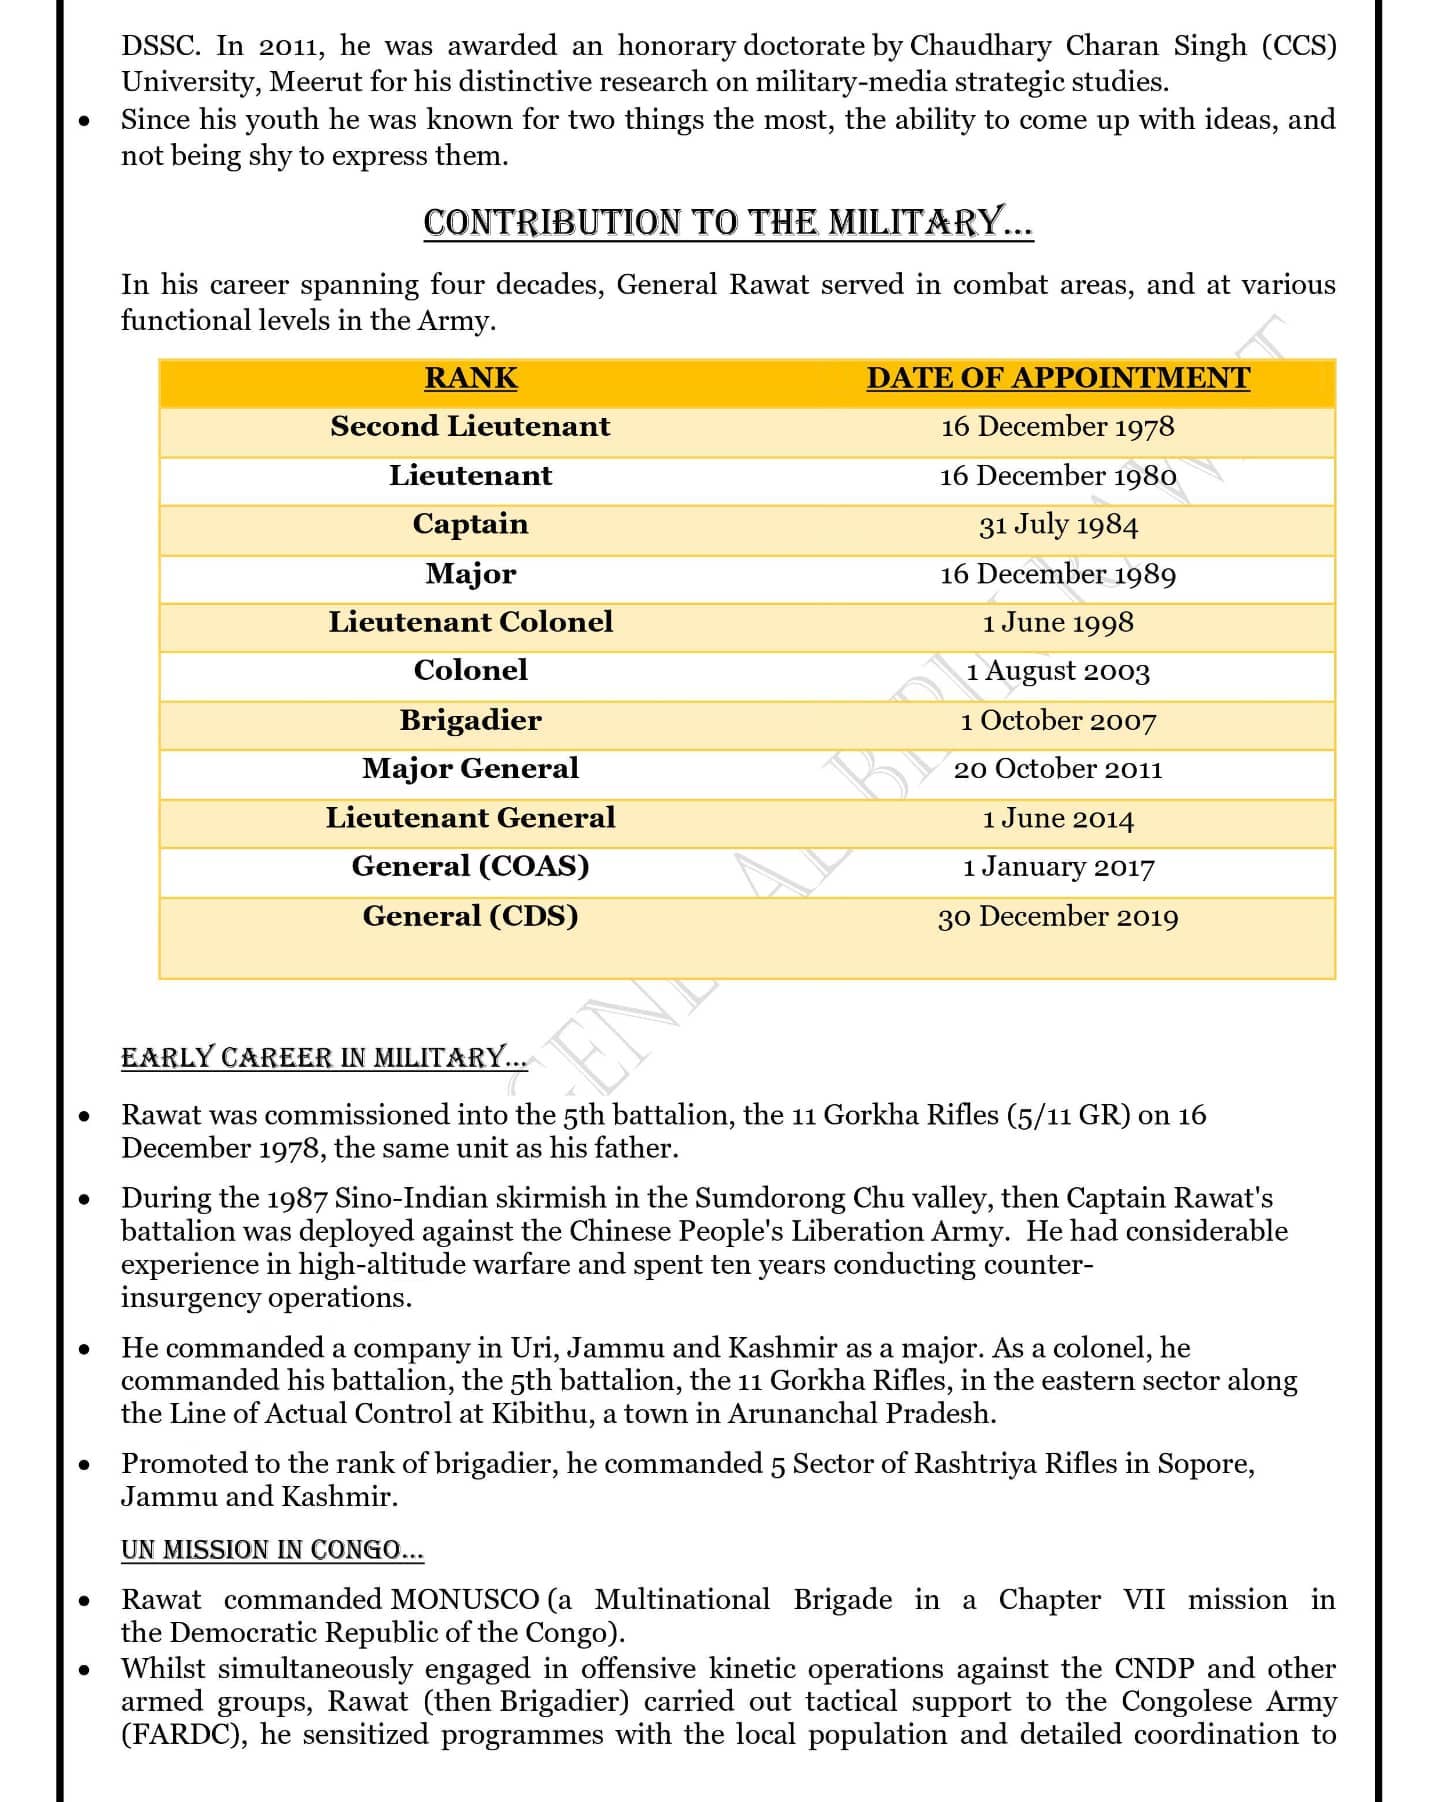 DSSC. In 2011, he was awarded an honorary doctorate by Chaudhary Charan Singh (CCS)
University, Meerut for his distinctive research on military-media strategic studies.
• Since his youth he was known for two things the most, the ability to come up with ideas, and
not being shy to express them.
CONTRIBUTION TO THE MILITARY...
In his career spanning four decades, General Rawat served in combat areas, and at various
functional levels in the Army.
RANK DATE OF APPOINTMENT
Second Lieutenant 16 December 1978
Lieutenant 16 December 1980
Captain 31 July 1984
Major 16 December 1989
Lieutenant Colonel 1 June 1998
Colonel 1 August 2003
Brigadier 1 October 2007
Major General 20 October 2011
Lieutenant General 1 June 2014
General (COAS) 1 January 2017
General (CDS) 30 December 2019
EARLY CAREER IN MILITARY...
• Rawat was commissioned into the 5th battalion, the 11 Gorkha Rifles (5/11 GR) on 16
December 1978, the same unit as his father.
• During the 1987 Sino-Indian skirmish in the Sumdorong Chu valley, then Captain Rawat's
battalion was deployed against the Chinese People's Liberation Army. He had considerable
experience in high-altitude warfare and spent ten years conducting counter-
insurgency operations.
• He commanded a company in Uri, Jammu and Kashmir as a major. As a colonel, he
commanded his battalion, the 5th battalion, the 11 Gorkha Rifles, in the eastern sector along
the Line of Actual Control at Kibithu, a town in Arunanchal Pradesh.
• Promoted to the rank of brigadier, he commanded 5 Sector of Rashtriya Rifles in Sopore,
Jammu and Kashmir.
UN MISSION IN CONGO...
• Rawat commanded MONUSCO (a Multinational Brigade in a Chapter VII mission in
the Democratic Republic of the Congo).
• Whilst simultaneously engaged in offensive kinetic operations against the CNDP and other
armed groups, Rawat (then Brigadier) carried out tactical support to the Congolese Army
(FARDC), he sensitized programmes with the local population and detailed coordination to